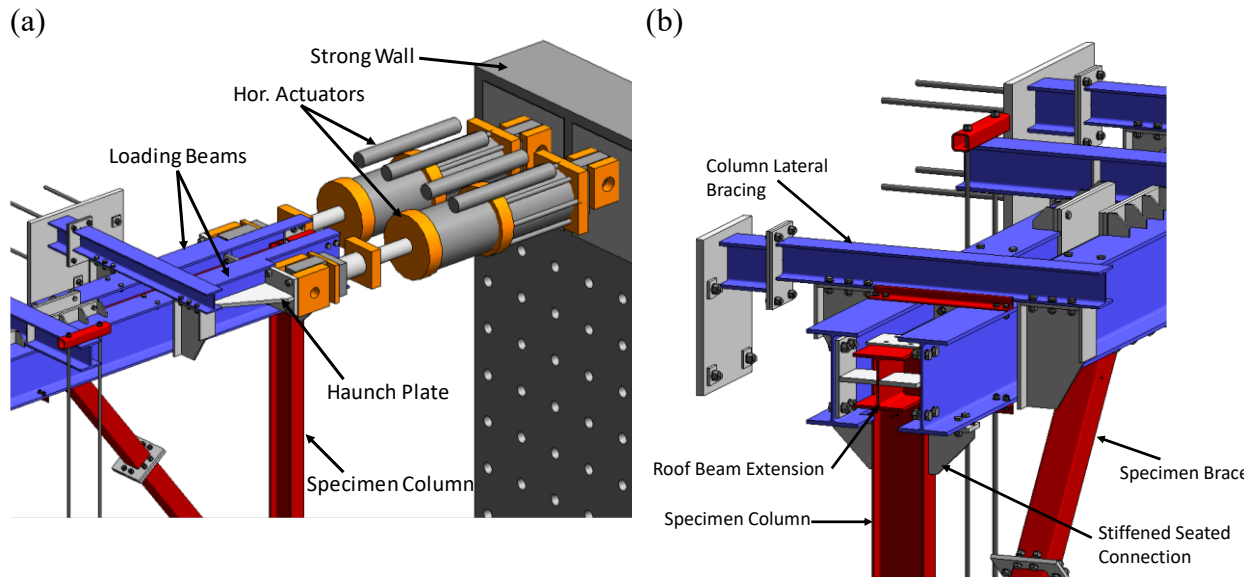 (a)
Strong Wall
Hor. Actuators
Loading Beams
Haunch Plate
Specimen Column
(b)
Column Lateral
Bracing
Roof Beam Extension
Specimen Column
Specimen Brace
Stiffened Seated
Connection